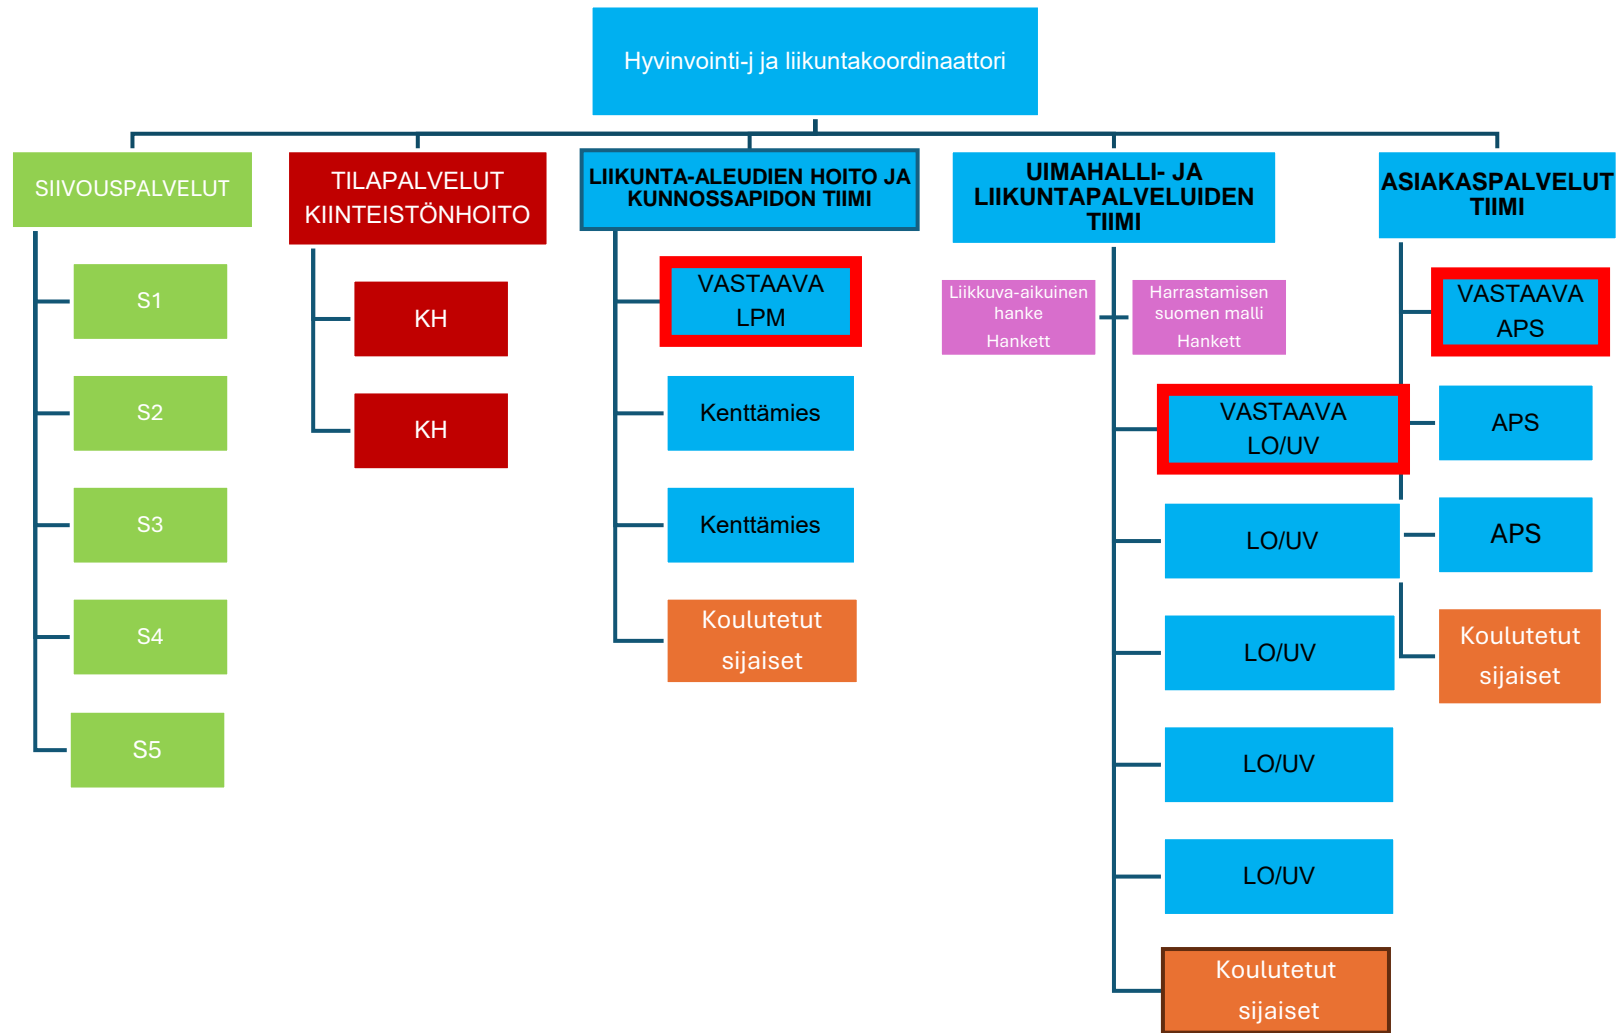 Hyvinvointi-j ja liikuntakoordinaattori
SIIVOUSPALVELUT
S1
S2
S3
S4
S5
TILAPALVELUT
KIINTEISTÖNHOITO
KH
KH
LIIKUNTA-ALEUDIEN HOITO JA
KUNNOSSAPIDON TIIMI
VASTAAVA
LPM
Kenttämies
Kenttämies
Koulutetut
sijaiset
UIMAHALLI- JA
LIIKUNTAPALVELUIDEN
TIIMI
Liikkuva-aikuinen
hanke
Hankett
Harrastamisen
suomen malli
Hankett
VASTAAVA
LO/UV
LO/UV
LO/UV
LO/UV
LO/UV
Koulutetut
sijaiset
ASIAKASPALVELUT
TIIMI
VASTAAVA
APS
APS
APS
Koulutetut
sijaiset